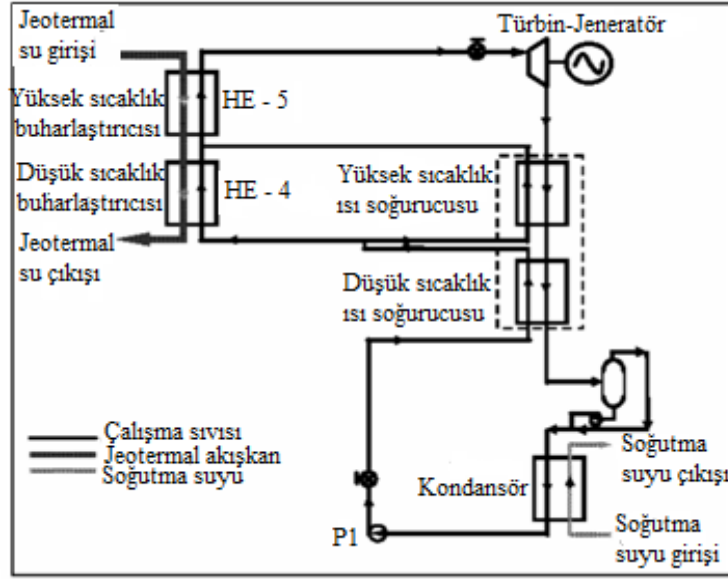 Jeotermal
su girişi
Türbin-Jeneratör
Yüksek sıcaklık
buharlaştırıcısı
HE - 5
Düşük sıcaklık
buharlaştırıcısı
HE - 4
Yüksek sıcaklık
ısı soğurucusu
Jeotermal
su çıkışı
Düşük sıcaklık
ısı soğurucusu
Çalışma sıvısı
Jeotermal akışkan
Soğutma suyu
Kondansör
Soğutma
suyu çıkışı
P1
Soğutma
suyu girişi